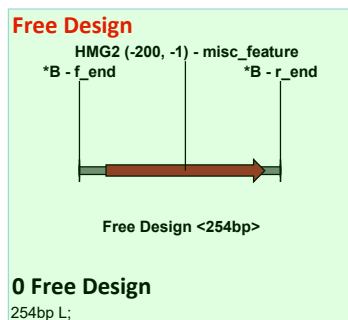 Free Design
HMG2 (-200, -1) - misc_feature
*B - f_end *B - r_end
Free Design <254bp>
0 Free Design
254bp L;